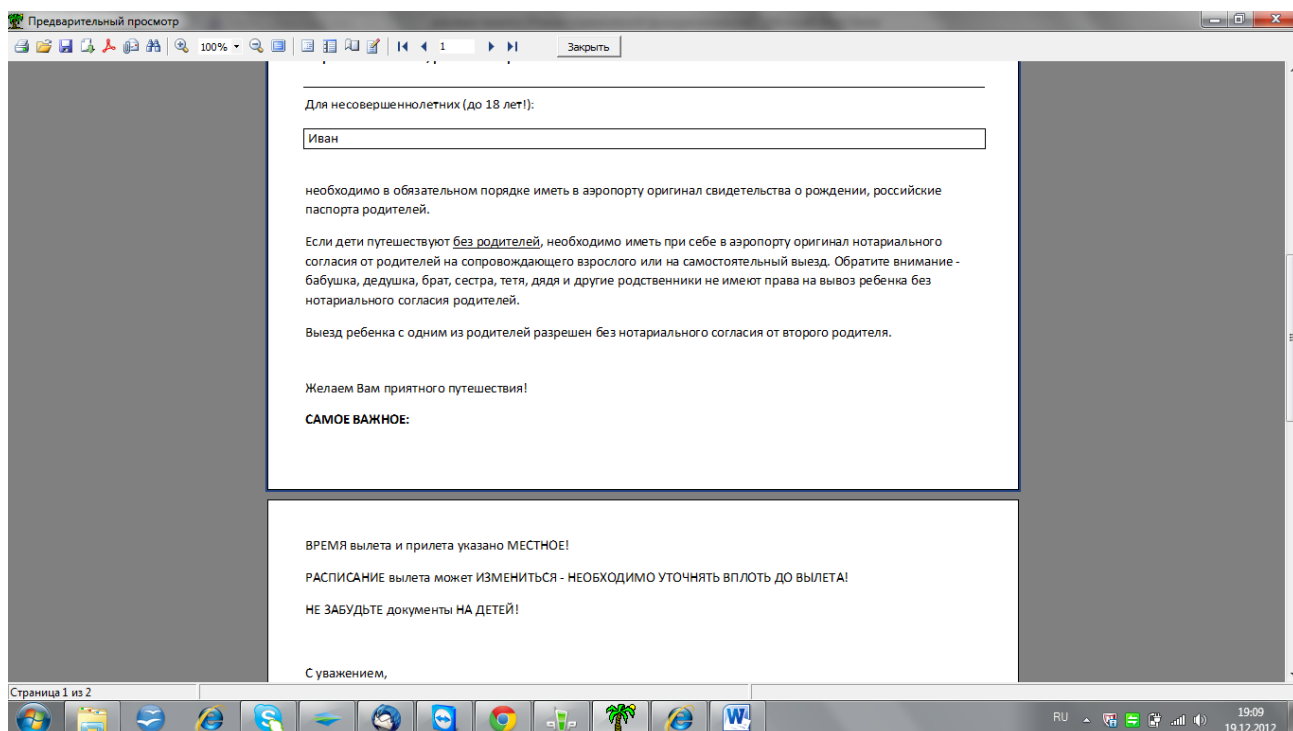 Предварительный просмотр
100%
1
Закрыть
Для несовершеннолетних (до 18 лет!):
Иван
необходимо в обязательном порядке иметь в аэропорту оригинал свидетельства о рождении, российские
паспорта родителей.
Если дети путешествуют без родителей, необходимо иметь при себе в аэропорту оригинал нотариального
согласия от родителей на сопровождающего взрослого или на самостоятельный выезд. Обратите внимание -
бабушка, дедушка, брат, сестра, тетя, дядя и другие родственники не имеют права на вывоз ребенка без
нотариального согласия родителей.
Выезд ребенка с одним из родителей разрешен без нотариального согласия от второго родителя.
Желаем Вам приятного путешествия!
САМОЕ ВАЖНОЕ:
ВРЕМЯ вылета и прилета указано МЕСТНОЕ!
РАСПИСАНИЕ вылета может ИЗМЕНИТЬСЯ - НЕОБХОДИМО УТОЧНЯТЬ ВПЛОТЬ ДО ВЫЛЕТА!
НЕ ЗАБУДЬТЕ документы НА ДЕТЕЙ!
С уважением,
Страница 1 из 2
RU
19:09
19.12.2012